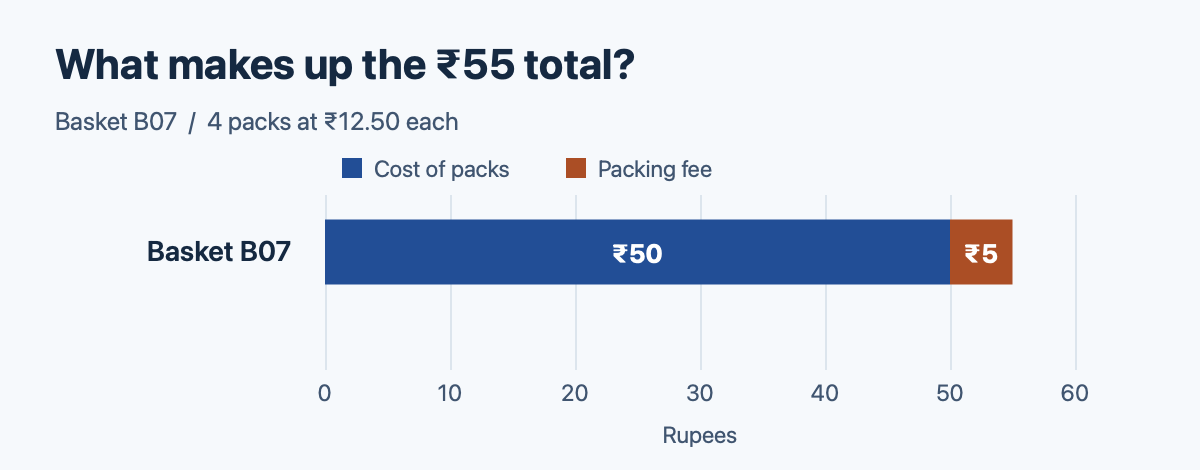 What makes up the ₹55 total?
Basket B07 / 4 packs at ₹12.50 each
Cost of packs Packing fee
Basket B07 ₹50 ₹5
0 10 20 30 40 50 60
Rupees